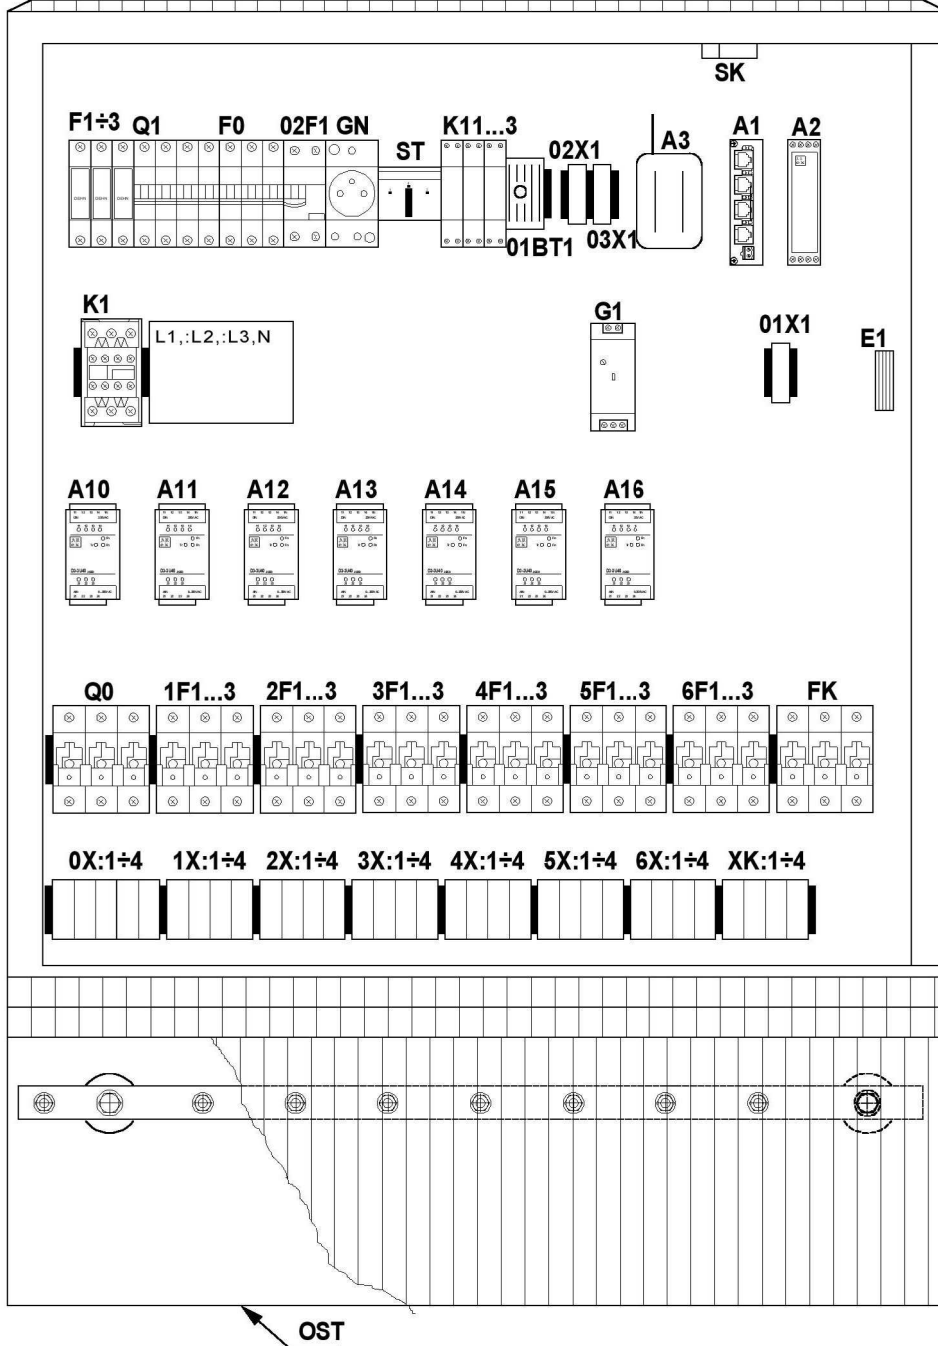 SK
F1÷3 Q1 F0 02F1 GN ST K11...3 02X1 A3 A1 A2
01BT1 03X1
K1 G1 01X1 E1
L1,:L2,:L3,N
A10 A11 A12 A13 A14 A15 A16
Q0 1F1...3 2F1...3 3F1...3 4F1...3 5F1...3 6F1...3 FK
0X:1÷4 1X:1÷4 2X:1÷4 3X:1÷4 4X:1÷4 5X:1÷4 6X:1÷4 XK:1÷4
OST